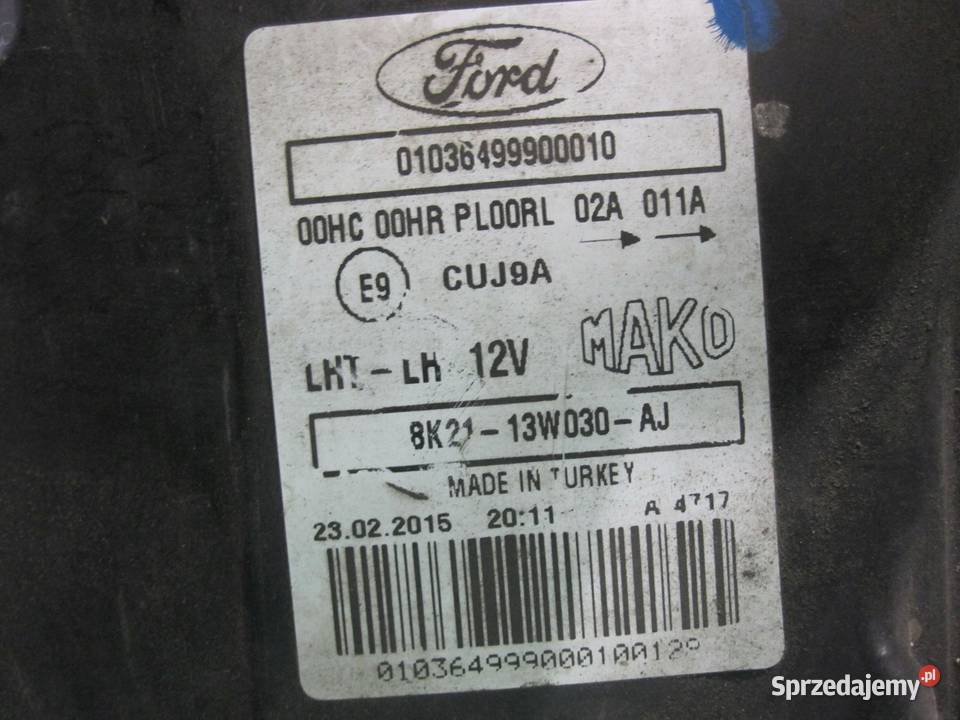 Ford
01036499900010
00HC 00HR PL00RL 02A 011A
E9 CUJ9A
MAKO
LHT - LH 12V
8K21-13W030-AJ
MADE IN TURKEY
23.02.2015 20:11 A 4717
010364999000100129
Sprzedajemy.pl